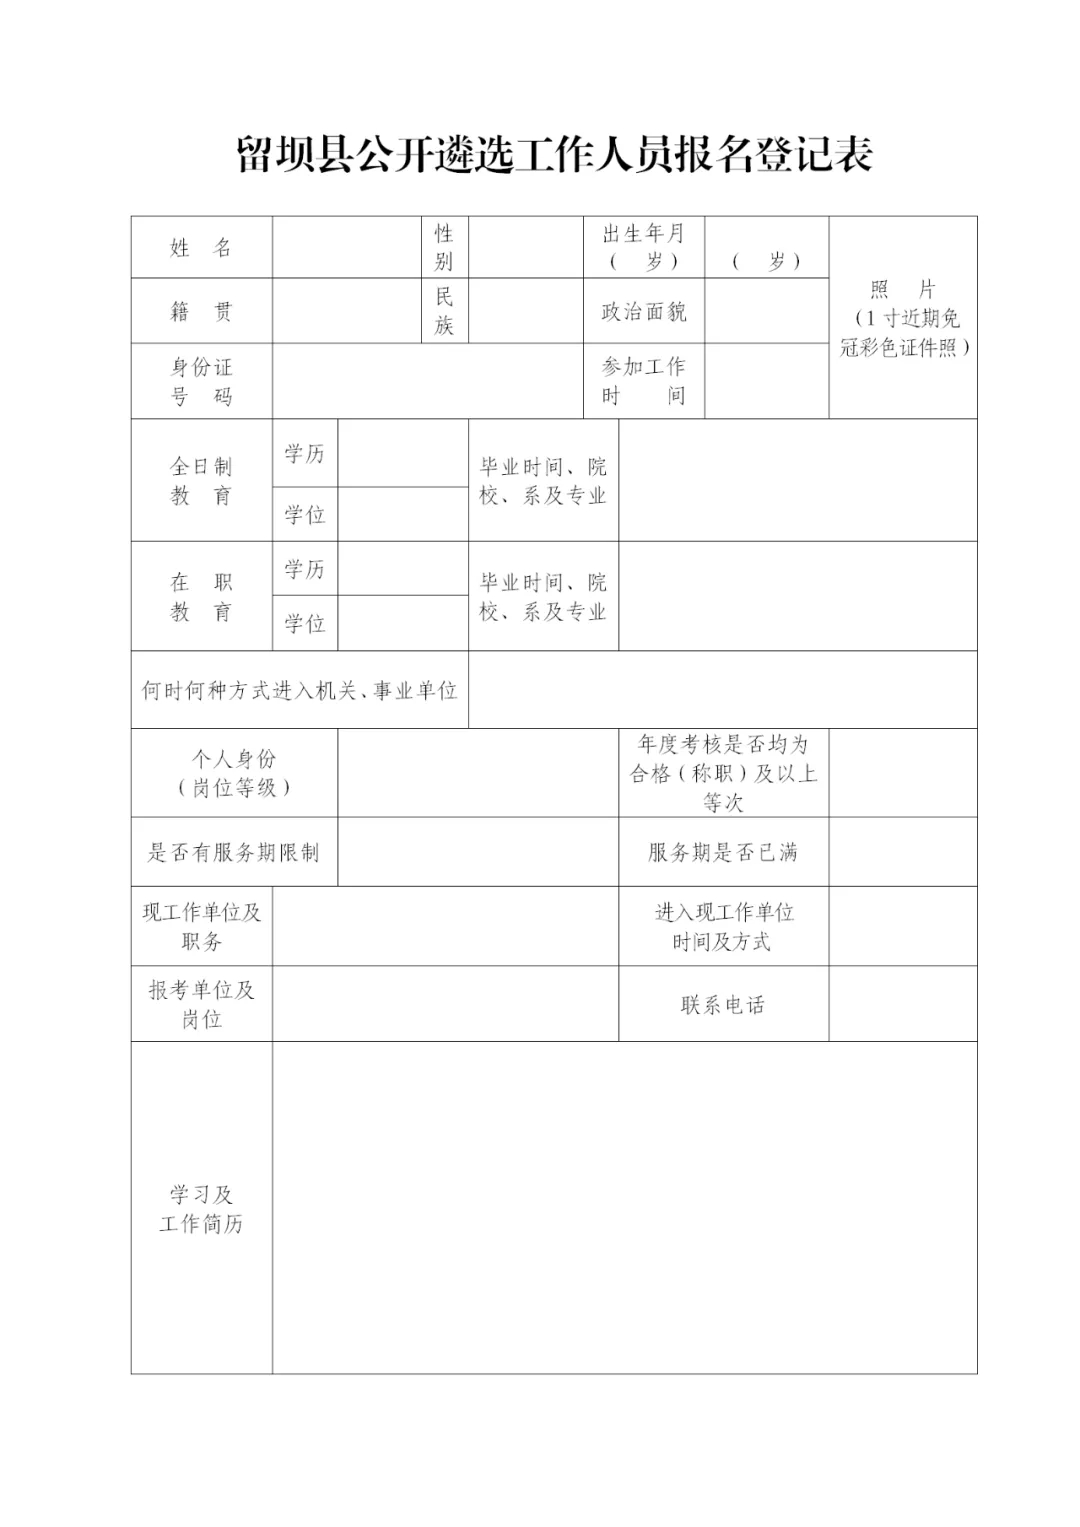 留坝县公开遴选工作人员报名登记表
姓 名
性
别
出生年月
( 岁)
( 岁)
照 片
(1寸近期免
冠彩色证件照)
籍 贯
民
族
政治面貌
身份证
号 码
参加工作
时 间
全日制
教 育
学历
学位
毕业时间、院
校、系及专业
在 职
教 育
学历
学位
毕业时间、院
校、系及专业
何时何种方式进入机关、事业单位
个人身份
(岗位等级)
年度考核是否均为
合格(称职)及以上
等次
是否有服务期限制
服务期是否已满
现工作单位及
职务
进入现工作单位
时间及方式
报考单位及
岗位
联系电话
学习及
工作简历